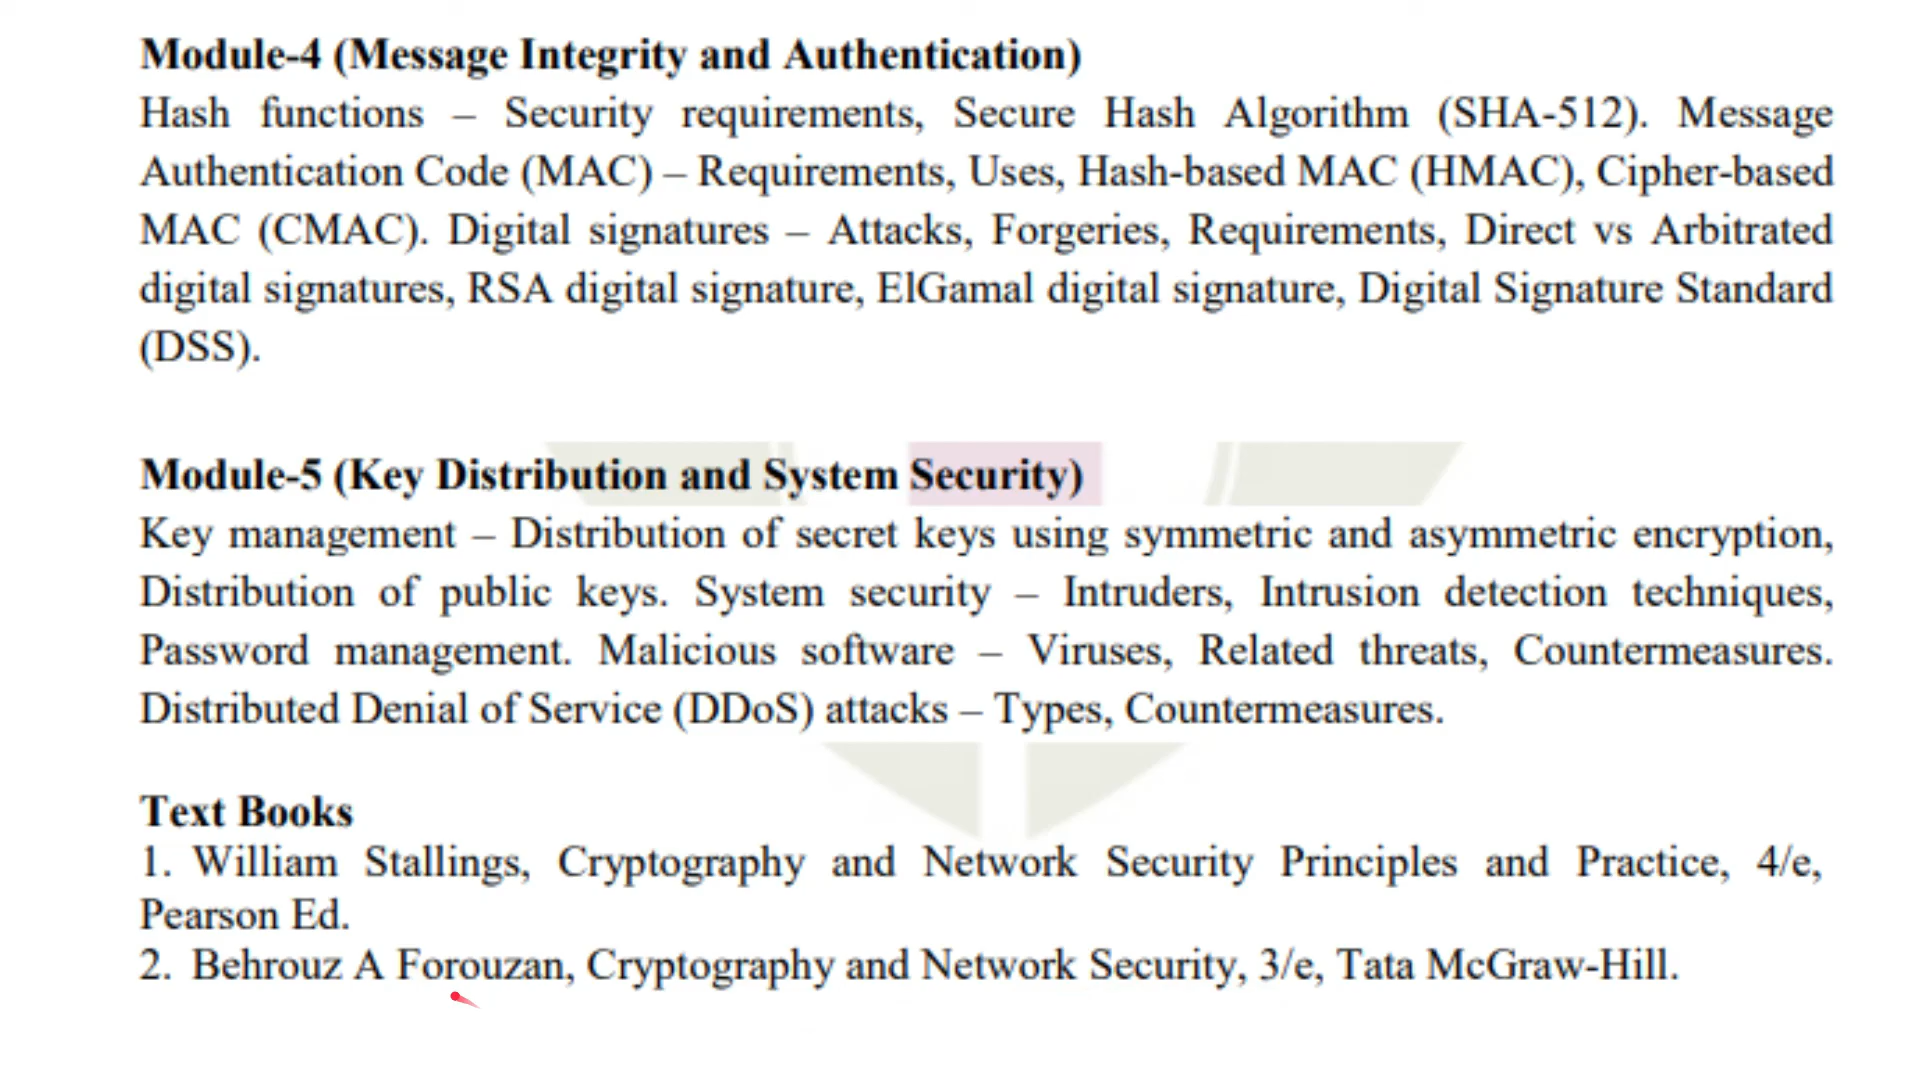 Module-4 (Message Integrity and Authentication)
Hash functions – Security requirements, Secure Hash Algorithm (SHA-512). Message
Authentication Code (MAC) – Requirements, Uses, Hash-based MAC (HMAC), Cipher-based
MAC (CMAC). Digital signatures – Attacks, Forgeries, Requirements, Direct vs Arbitrated
digital signatures, RSA digital signature, ElGamal digital signature, Digital Signature Standard
(DSS).
Module-5 (Key Distribution and System Security)
Key management – Distribution of secret keys using symmetric and asymmetric encryption,
Distribution of public keys. System security – Intruders, Intrusion detection techniques,
Password management. Malicious software – Viruses, Related threats, Countermeasures.
Distributed Denial of Service (DDoS) attacks – Types, Countermeasures.
Text Books
1. William Stallings, Cryptography and Network Security Principles and Practice, 4/e,
Pearson Ed.
2. Behrouz A Forouzan, Cryptography and Network Security, 3/e, Tata McGraw-Hill.